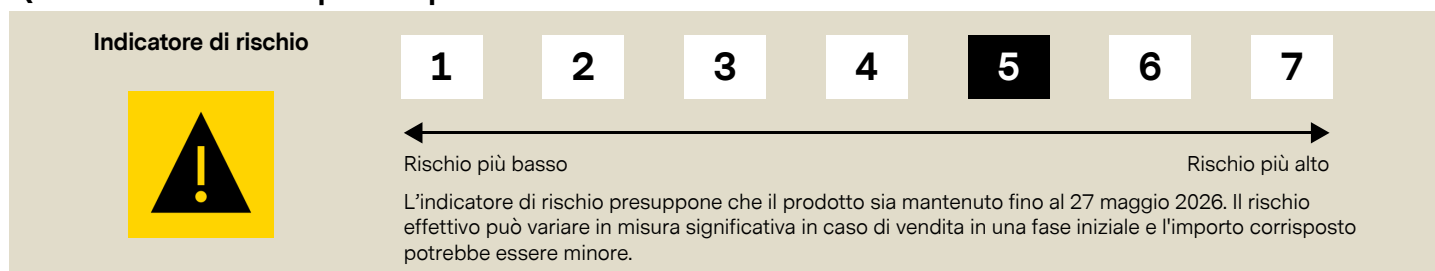 Indicatore di rischio
1 2 3 4 5 6 7
Rischio più basso Rischio più alto
L'indicatore di rischio presuppone che il prodotto sia mantenuto fino al 27 maggio 2026. Il rischio
effettivo può variare in misura significativa in caso di vendita in una fase iniziale e l'importo corrisposto
potrebbe essere minore.